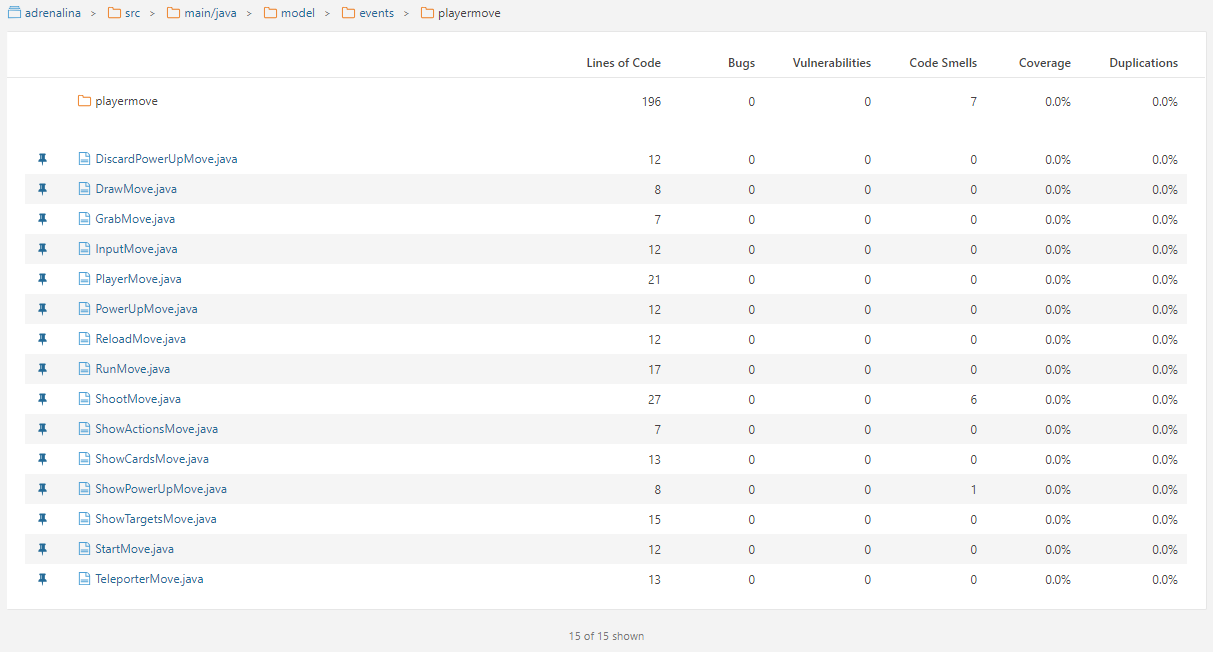 adrenalina > src > main/java > model > events > playermove
Lines of Code Bugs Vulnerabilities Code Smells Coverage Duplications
playermove 196 0 0 7 0.0% 0.0%
DiscardPowerUpMove.java 12 0 0 0 0.0% 0.0%
DrawMove.java 8 0 0 0 0.0% 0.0%
GrabMove.java 7 0 0 0 0.0% 0.0%
InputMove.java 12 0 0 0 0.0% 0.0%
PlayerMove.java 21 0 0 0 0.0% 0.0%
PowerUpMove.java 12 0 0 0 0.0% 0.0%
ReloadMove.java 12 0 0 0 0.0% 0.0%
RunMove.java 17 0 0 0 0.0% 0.0%
ShootMove.java 27 0 0 6 0.0% 0.0%
ShowActionsMove.java 7 0 0 0 0.0% 0.0%
ShowCardsMove.java 13 0 0 0 0.0% 0.0%
ShowPowerUpMove.java 8 0 0 1 0.0% 0.0%
ShowTargetsMove.java 15 0 0 0 0.0% 0.0%
StartMove.java 12 0 0 0 0.0% 0.0%
TeleporterMove.java 13 0 0 0 0.0% 0.0%
15 of 15 shown